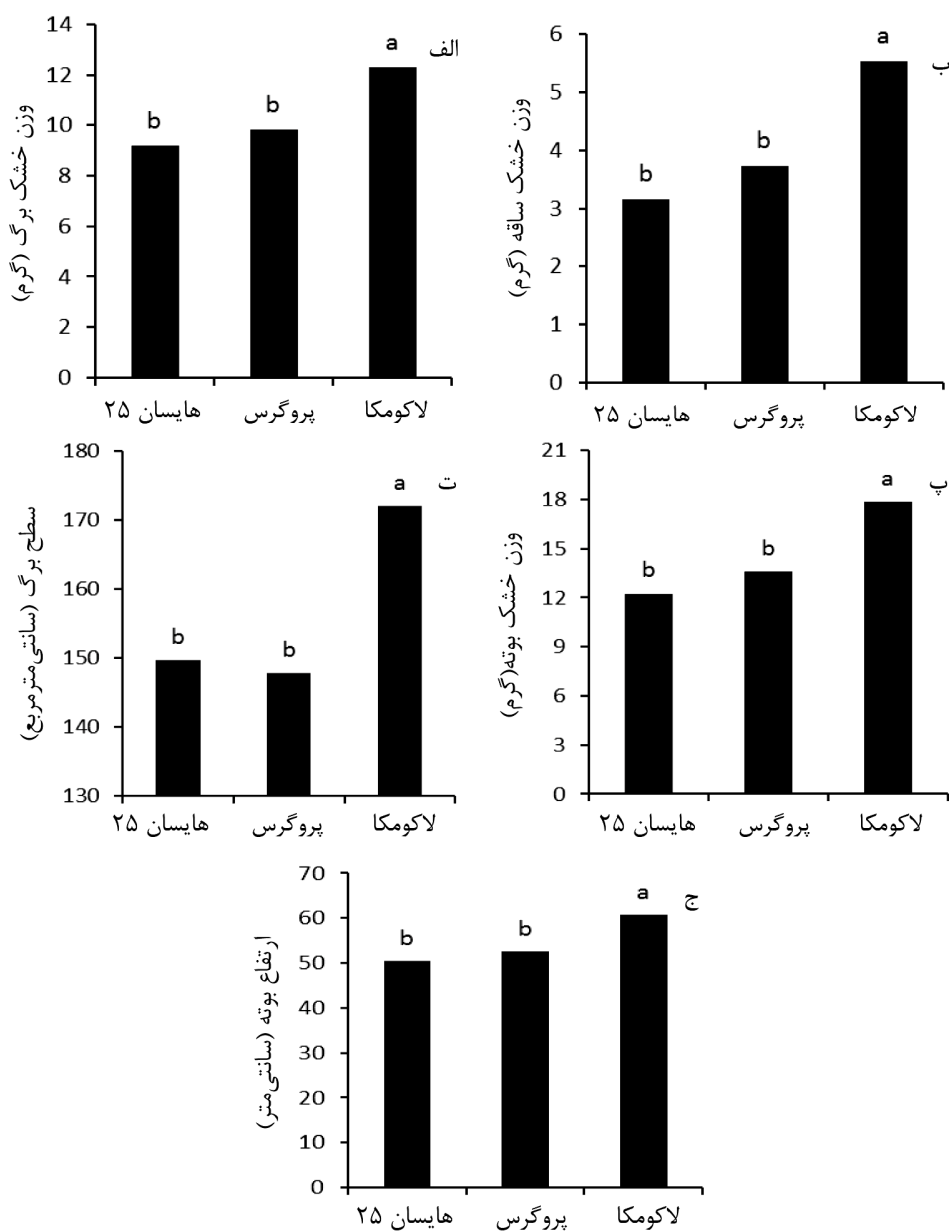 الف
وزن خشک برگ (گرم)
14
12
10
8
6
4
2
0
b
b
a
هایسان ۲۵
پروگرس
لاکومکا
ب
وزن خشک ساقه (گرم)
6
5
4
3
2
1
0
b
b
a
هایسان ۲۵
پروگرس
لاکومکا
ت
سطح برگ (سانتی‌مترمربع)
180
170
160
150
140
130
b
b
a
هایسان ۲۵
پروگرس
لاکومکا
پ
وزن خشک بوته(گرم)
21
18
15
12
9
6
3
0
b
b
a
هایسان ۲۵
پروگرس
لاکومکا
ج
ارتفاع بوته (سانتی‌متر)
70
60
50
40
30
20
10
0
b
b
a
هایسان ۲۵
پروگرس
لاکومکا